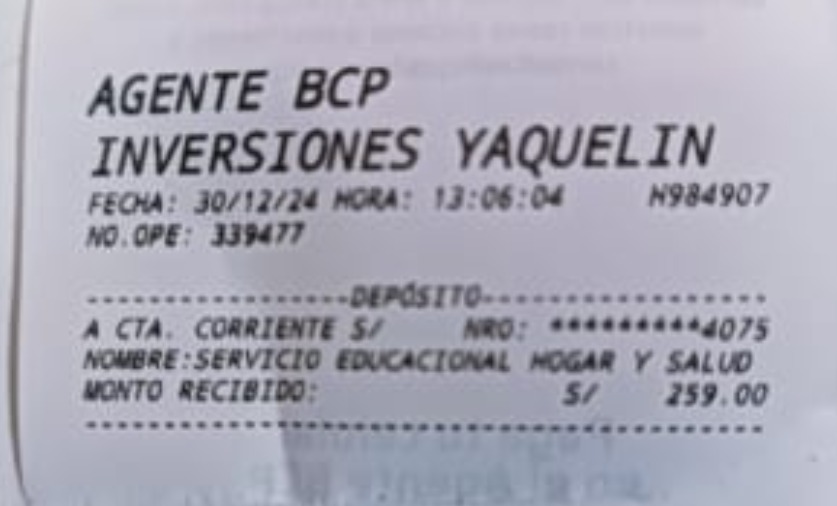 AGENTE BCP
INVERSIONES YAQUELIN
FECHA: 30/12/24 HORA: 13:06:04 N984907
NO.OPE: 339477
-----------------DEPÓSITO------------------
A CTA. CORRIENTE S/ NRO: *********4075
NOMBRE:SERVICIO EDUCACIONAL HOGAR Y SALUD
MONTO RECIBIDO: S/ 259.00
--------------------------------------------